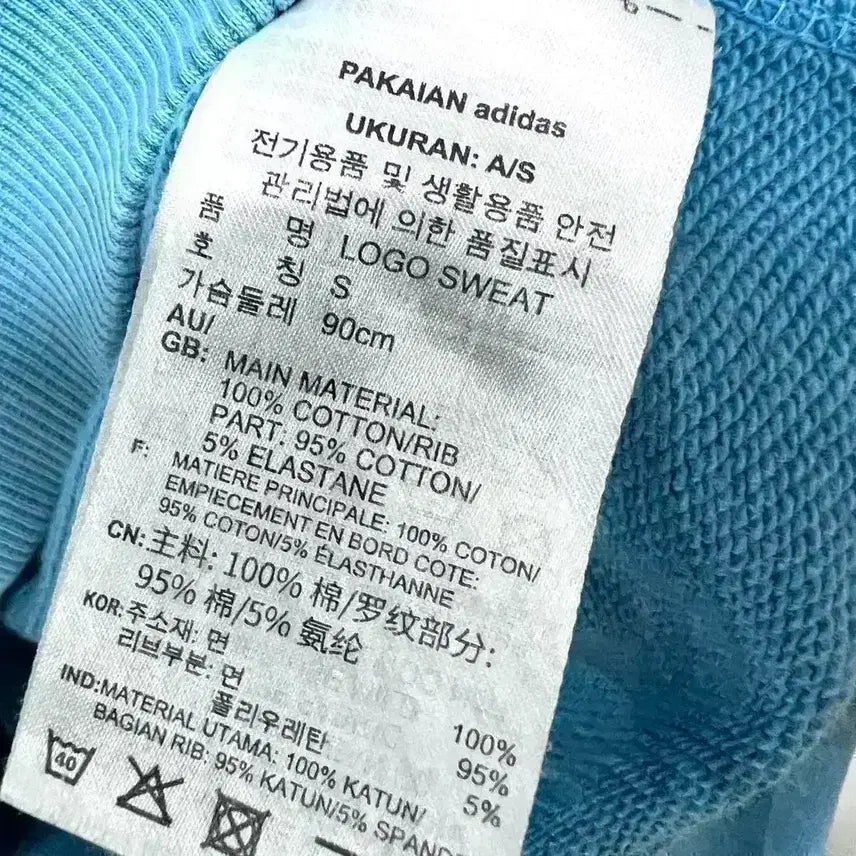 PAKAIAN adidas
UKURAN: A/S
전기용품 및 생활용품 안전
관리법에 의한 품질표시
품 명 LOGO SWEAT
호 칭 S
가슴둘레 90cm
AU/
GB: MAIN MATERIAL:
100% COTTON/RIB
PART. 95% COTTON/
5% ELASTANE
F: MATIERE PRINCIPALE: 100% COTON/
EMPIECEMENT EN BORD COTE:
95% COTON/5% ÉLASTHANNE
CN: 主料: 100% 棉/罗纹部分:
95% 棉/5% 氨纶
KOR: 주소재: 면 100%
리브부분: 면 95%
폴리우레탄 5%
IND: MATERIAL UTAMA: 100% KATUN/
BAGIAN RIB: 95% KATUN/5% SPANDE
40